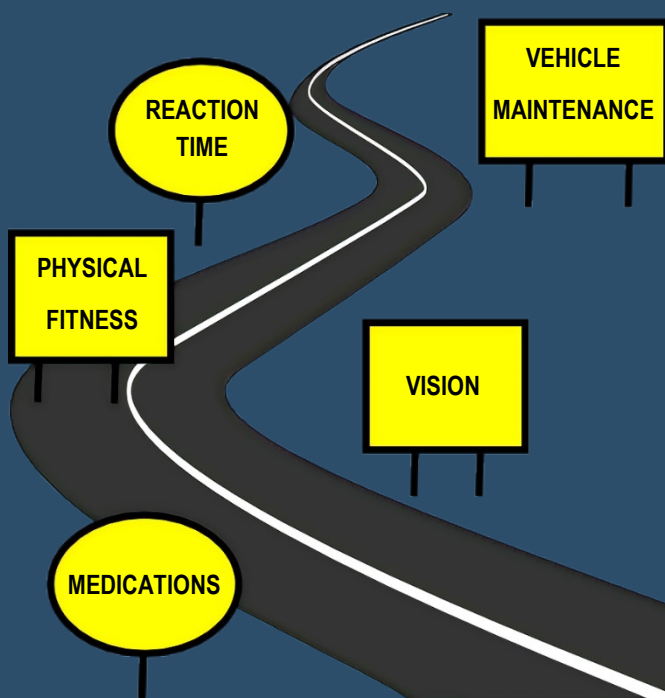 VEHICLE
MAINTENANCE
REACTION
TIME
PHYSICAL
FITNESS
VISION
MEDICATIONS